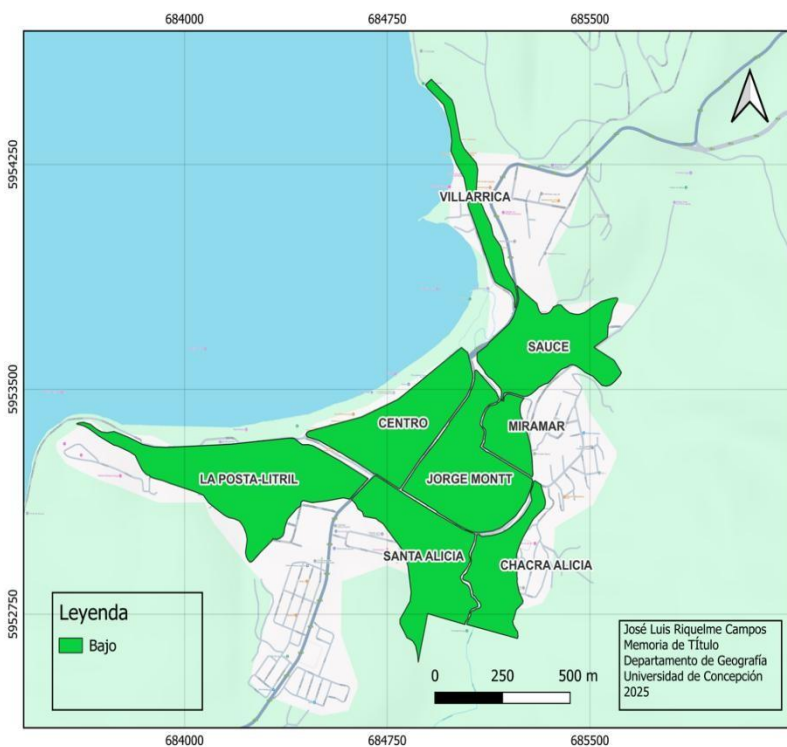 684000 684750 685500
5954250
VILLARRICA
SAUCE
5953500
CENTRO
MIRAMAR
LA POSTA-LITRIL
JORGE MONTT
SANTA ALICIA
CHACRA ALICIA
5952750
Leyenda
Bajo
0 250 500 m
José Luis Riquelme Campos
Memoria de TÍtulo
Departamento de Geografía
Universidad de Concepción
2025
684000 684750 685500